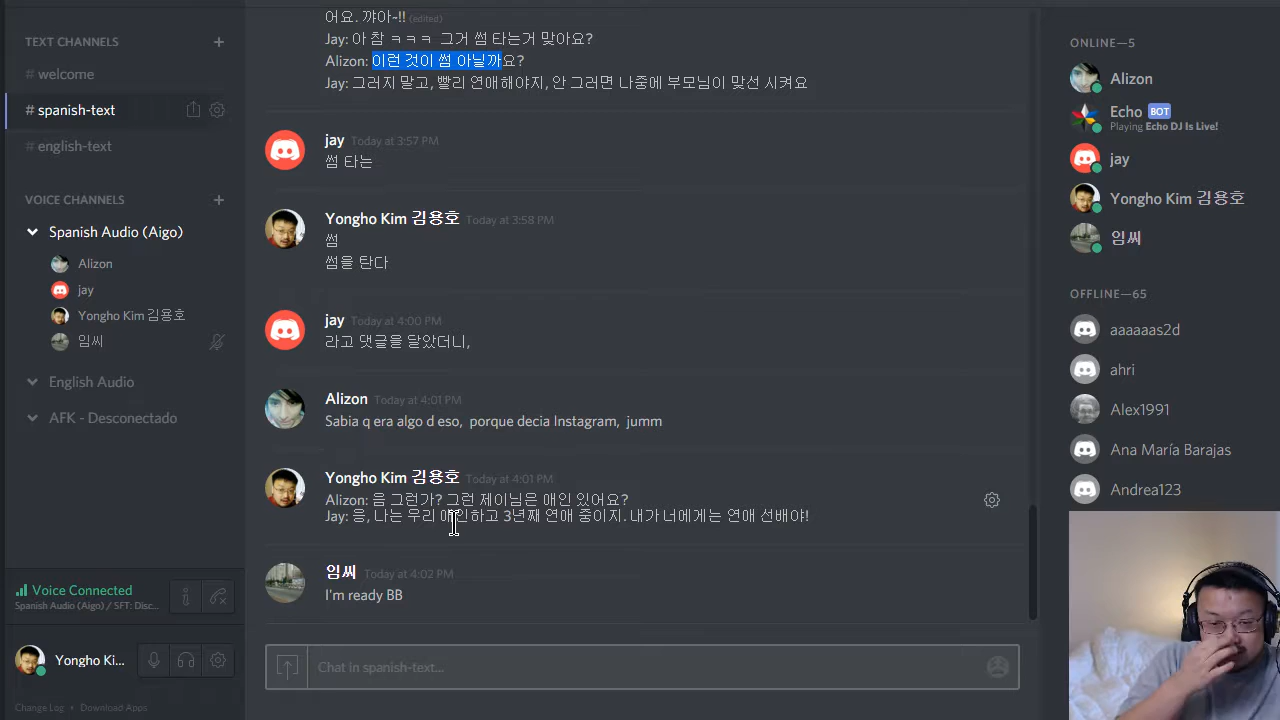 TEXT CHANNELS +
# welcome
# spanish-text
# english-text
VOICE CHANNELS +
Spanish Audio (Aigo)
Alizon
jay
Yongho Kim 김용호
임씨
English Audio
AFK - Desconectado
Voice Connected
Spanish Audio (Aigo) / SFT: Disc...
Yongho Ki...
Change Log • Download Apps
어요. 꺄아~!! (edited)
Jay: 아 참 ㅋㅋㅋ 그거 썸 타는거 맞아요?
Alizon: 이런 것이 썸 아닐까요?
Jay: 그러지 말고, 빨리 연애해야지, 안 그러면 나중에 부모님이 맞선 시켜요
jay Today at 3:57 PM
썸 타는
Yongho Kim 김용호 Today at 3:58 PM
썸
썸을 탄다
jay Today at 4:00 PM
라고 댓글을 달았더니,
Alizon Today at 4:01 PM
Sabia q era algo d eso, porque decia Instagram, jumm
Yongho Kim 김용호 Today at 4:01 PM
Alizon: 음 그런가? 그럼 제이님은 애인 있어요?
Jay: 응, 나는 우리 애인하고 3년째 연애 중이지. 내가 너에게는 연애 선배야!
임씨 Today at 4:02 PM
I'm ready BB
Chat in spanish-text...
ONLINE—5
Alizon
Echo BOT
Playing Echo DJ Is Live!
jay
Yongho Kim 김용호
임씨
OFFLINE—65
aaaaaas2d
ahri
Alex1991
Ana María Barajas
Andrea123